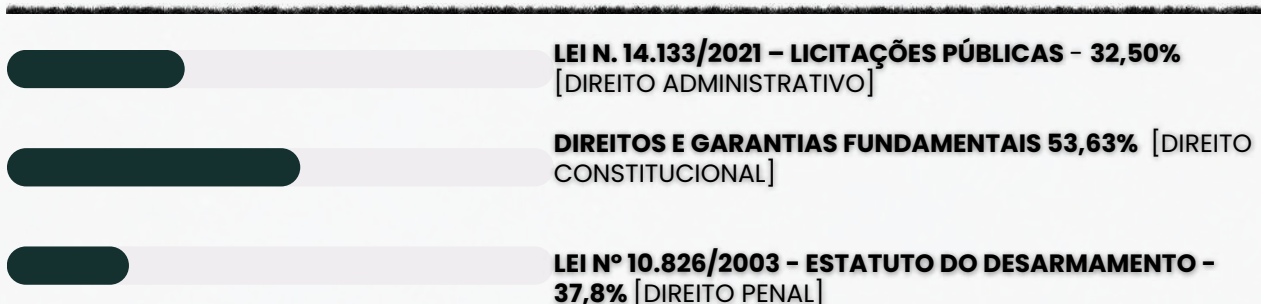 LEI N. 14.133/2021 – LICITAÇÕES PÚBLICAS - 32,50%
[DIREITO ADMINISTRATIVO]
DIREITOS E GARANTIAS FUNDAMENTAIS 53,63% [DIREITO
CONSTITUCIONAL]
LEI Nº 10.826/2003 - ESTATUTO DO DESARMAMENTO -
37,8% [DIREITO PENAL]